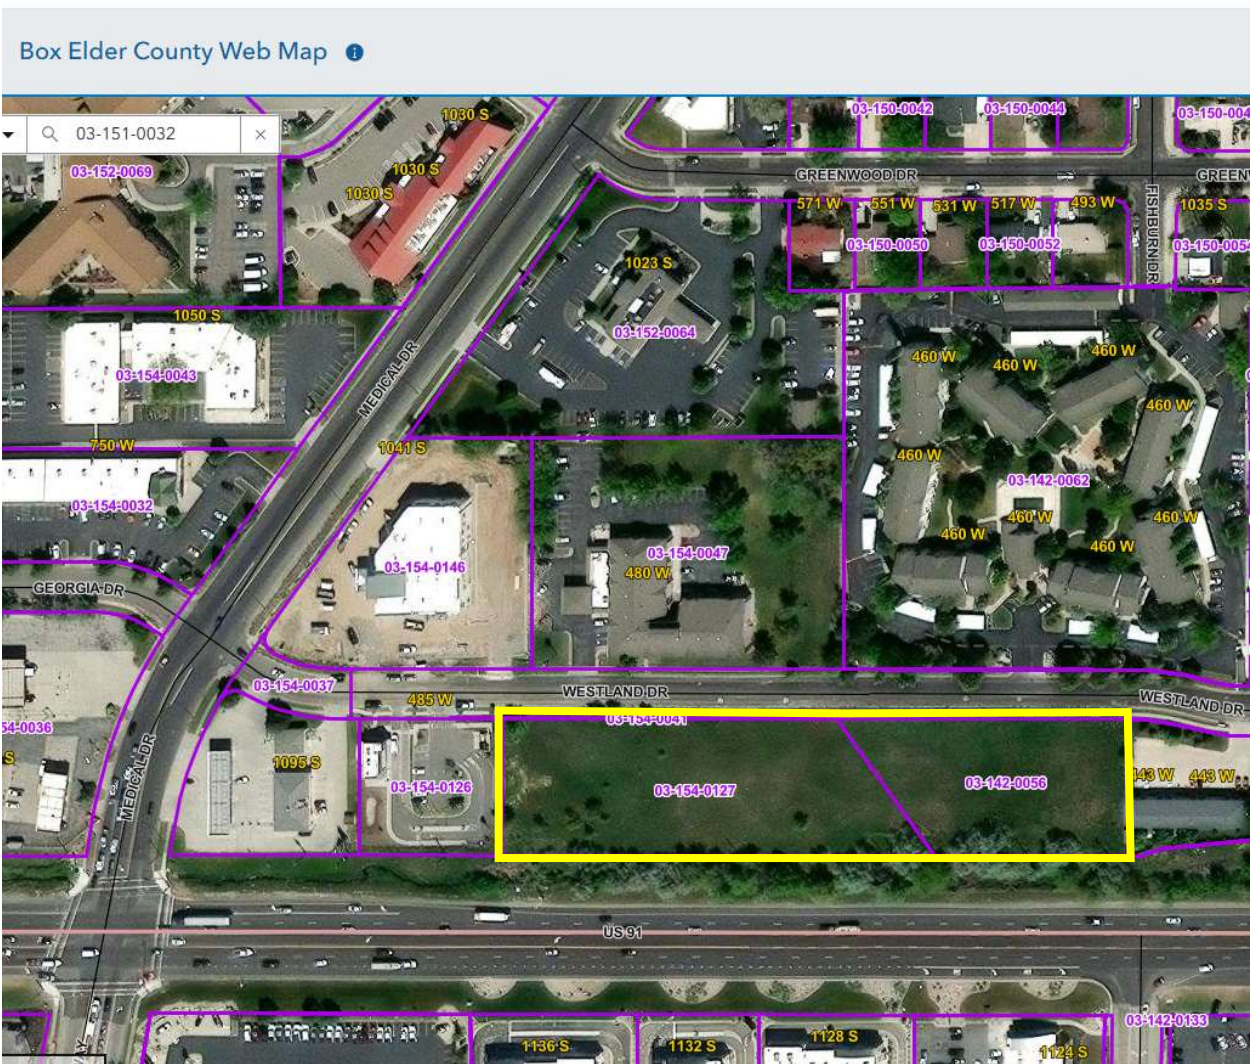 Box Elder County Web Map
03-151-0032
1030 S
03-150-0042
03-150-0044
03-152-0069
1030 S
1030 S
GREENWOOD DR
FISHBURN DR
571 W
551 W
531 W
517 W
493 W
1035 S
03-150-0050
03-150-0052
03-150-0054
1023 S
1050 S
03-152-0064
03-154-0043
MEDICAL DR
460 W
460 W
460 W
460 W
750 W
1041 S
460 W
03-142-0062
03-154-0032
460 W
460 W
460 W
460 W
03-154-0047
03-154-0146
480 W
GEORGIA DR
03-154-0037
485 W
WESTLAND DR
WESTLAND DR
03-154-0041
54-0036
S
1095 S
MEDICAL DR
03-154-0126
03-154-0127
03-142-0056
443 W
443 W
US 91
03-142-0133
1136 S
1132 S
1128 S
1124 S
WAY